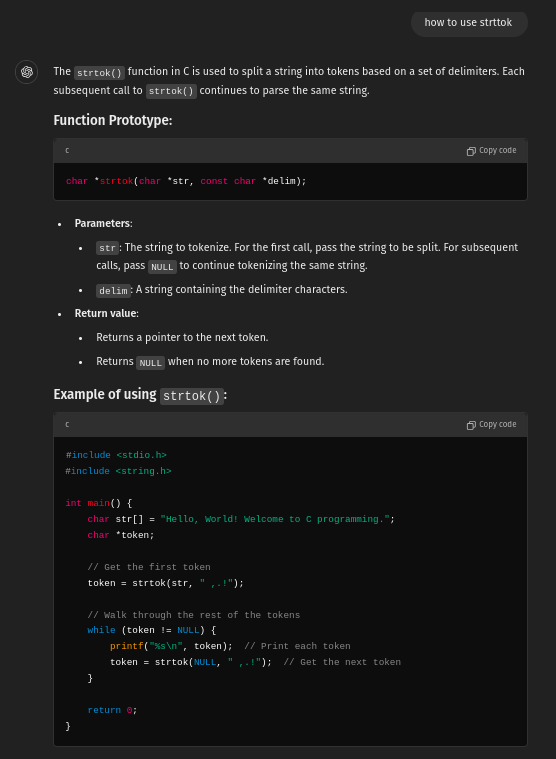 how to use strttok
The strtok() function in C is used to split a string into tokens based on a set of delimiters. Each
subsequent call to strtok() continues to parse the same string.
Function Prototype:
c Copy code
char *strtok(char *str, const char *delim);
• Parameters:
• str: The string to tokenize. For the first call, pass the string to be split. For subsequent
calls, pass NULL to continue tokenizing the same string.
• delim: A string containing the delimiter characters.
• Return value:
• Returns a pointer to the next token.
• Returns NULL when no more tokens are found.
Example of using strtok():
c Copy code
#include <stdio.h>
#include <string.h>
int main() {
    char str[] = "Hello, World! Welcome to C programming.";
    char *token;
    // Get the first token
    token = strtok(str, " ,.!");
    // Walk through the rest of the tokens
    while (token != NULL) {
        printf("%s\n", token);  // Print each token
        token = strtok(NULL, " ,.!");  // Get the next token
    }
    return 0;
}